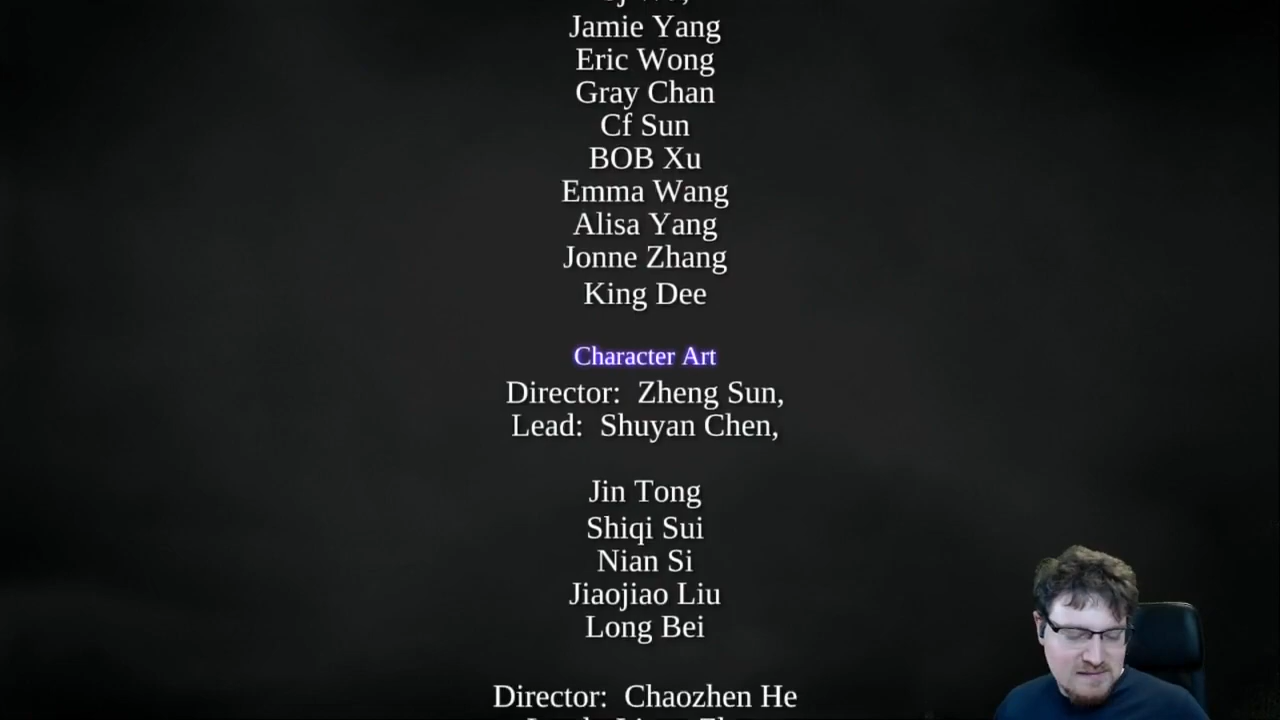 Jamie Yang
Eric Wong
Gray Chan
Cf Sun
BOB Xu
Emma Wang
Alisa Yang
Jonne Zhang
King Dee
Character Art
Director: Zheng Sun,
Lead: Shuyan Chen,
Jin Tong
Shiqi Sui
Nian Si
Jiaojiao Liu
Long Bei
Director: Chaozhen He